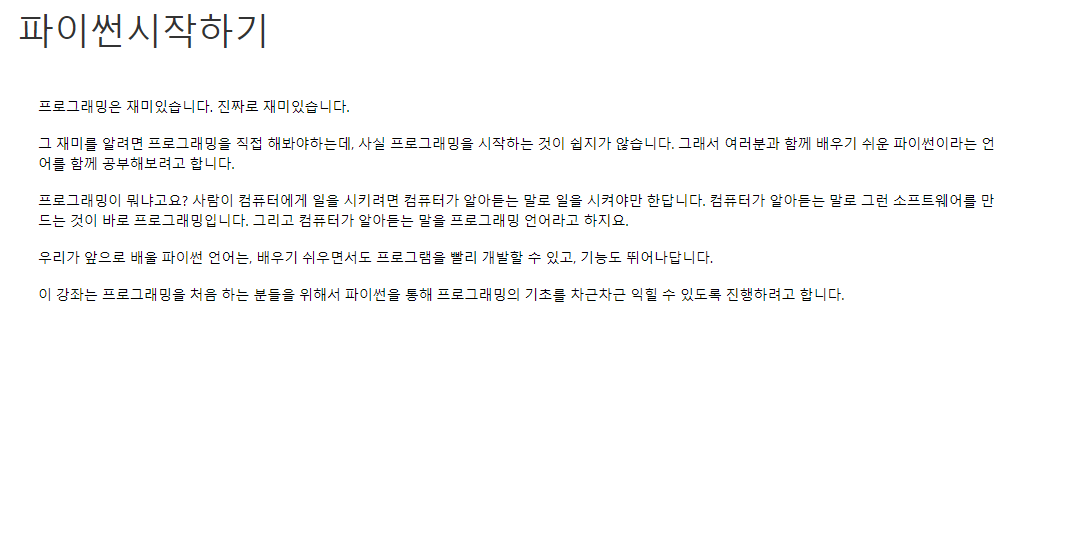 파이썬시작하기
프로그래밍은 재미있습니다. 진짜로 재미있습니다.
그 재미를 알려면 프로그래밍을 직접 해봐야하는데, 사실 프로그래밍을 시작하는 것이 쉽지가 않습니다. 그래서 여러분과 함께 배우기 쉬운 파이썬이라는 언
어를 함께 공부해보려고 합니다.
프로그래밍이 뭐냐고요? 사람이 컴퓨터에게 일을 시키려면 컴퓨터가 알아듣는 말로 일을 시켜야만 한답니다. 컴퓨터가 알아듣는 말로 그런 소프트웨어를 만
드는 것이 바로 프로그래밍입니다. 그리고 컴퓨터가 알아듣는 말을 프로그래밍 언어라고 하지요.
우리가 앞으로 배울 파이썬 언어는, 배우기 쉬우면서도 프로그램을 빨리 개발할 수 있고, 기능도 뛰어나답니다.
이 강좌는 프로그래밍을 처음 하는 분들을 위해서 파이썬을 통해 프로그래밍의 기초를 차근차근 익힐 수 있도록 진행하려고 합니다.